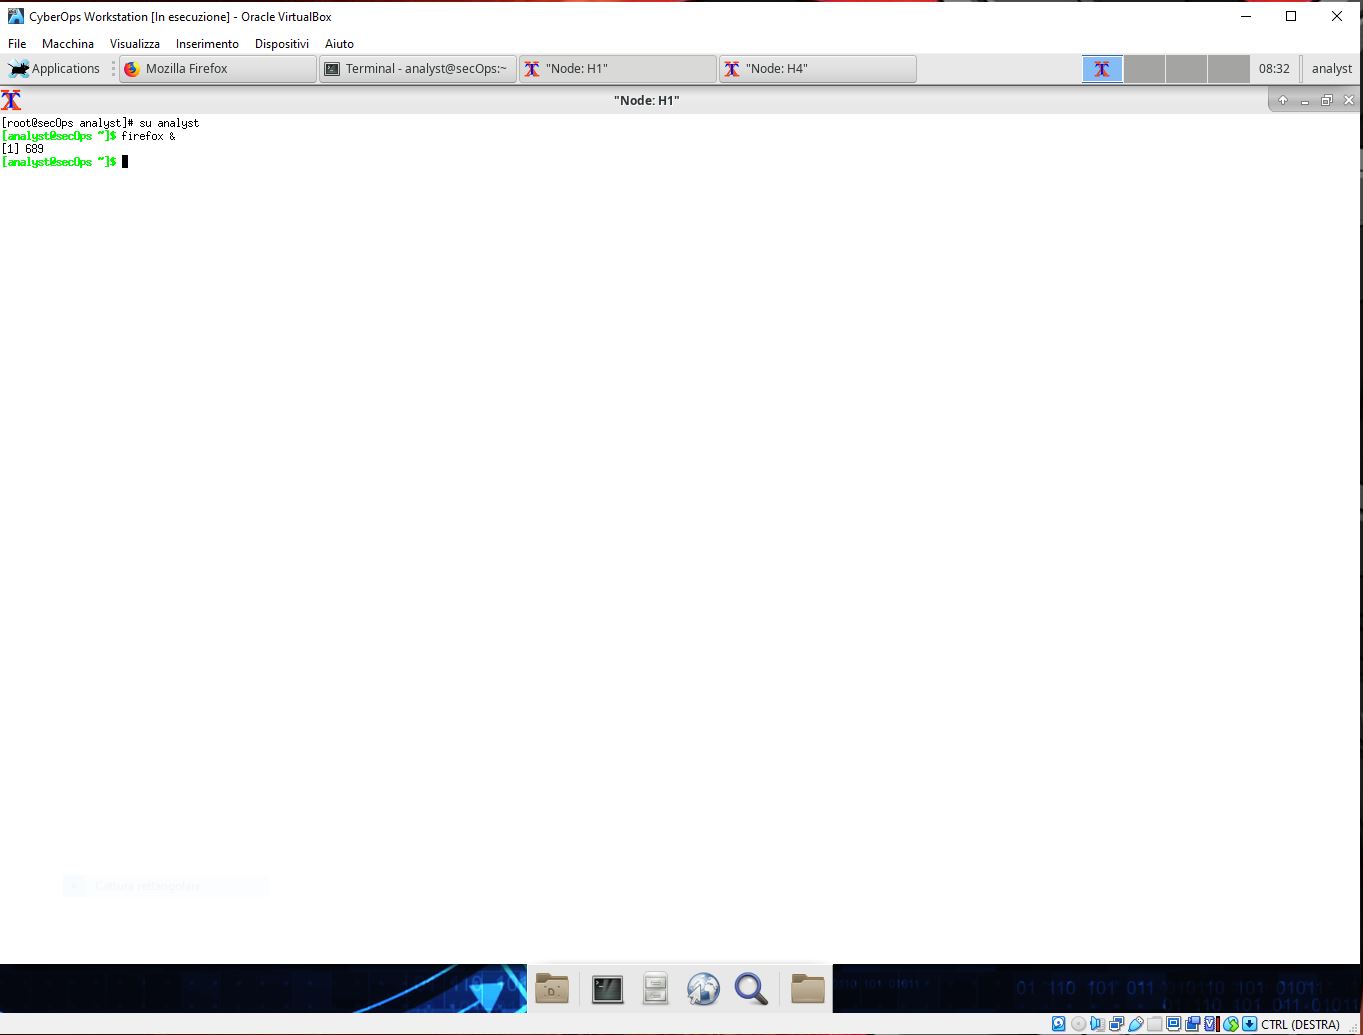 CyberOps Workstation [In esecuzione] - Oracle VirtualBox
File Macchina Visualizza Inserimento Dispositivi Aiuto
Applications Mozilla Firefox Terminal - analyst@secOps:~ "Node: H1" "Node: H4" 08:32 analyst
"Node: H1"
[root@secOps analyst]# su analyst
[analyst@secOps ~]$ firefox &
[1] 689
[analyst@secOps ~]$
Cattura rettangolare
CTRL (DESTRA)